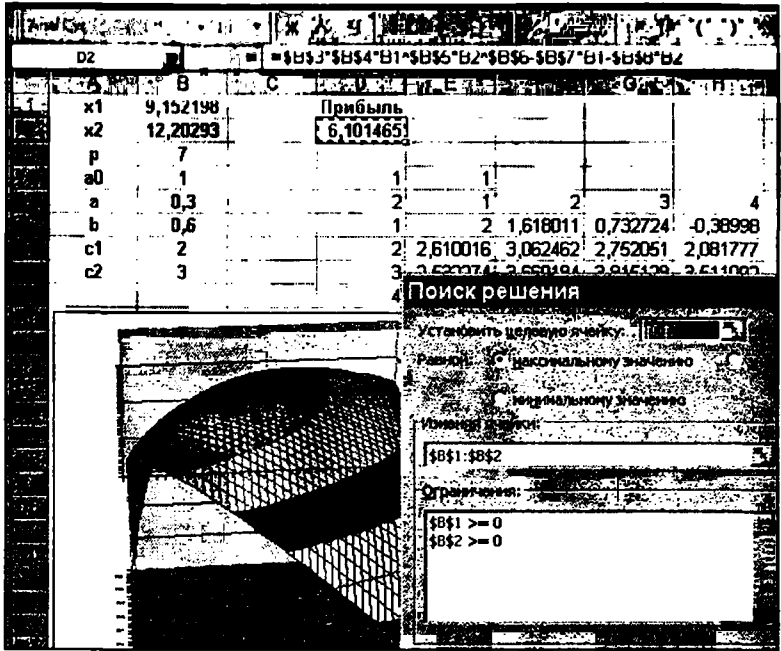 Ж К Ч
D2 = =$B$3*$B$4*B1^$B$5*B2^$B$6-$B$7*B1-$B$8*B2
A B C D E G H
x1 9,152198 Прибыль
x2 12,20293 6,101465
p 7
a0 1 1 1
a 0,3 2 1 2 3 4
b 0,6 1 2 1,618011 0,732724 -0,38998
c1 2 2 2,610016 3,062462 2,752051 2,081777
c2 3 3
4
Поиск решения
Установить целевую ячейку:
Равной: максимальному значению
минимальному значению
Изменяя ячейки:
$B$1:$B$2
Ограничения:
$B$1 >= 0
$B$2 >= 0